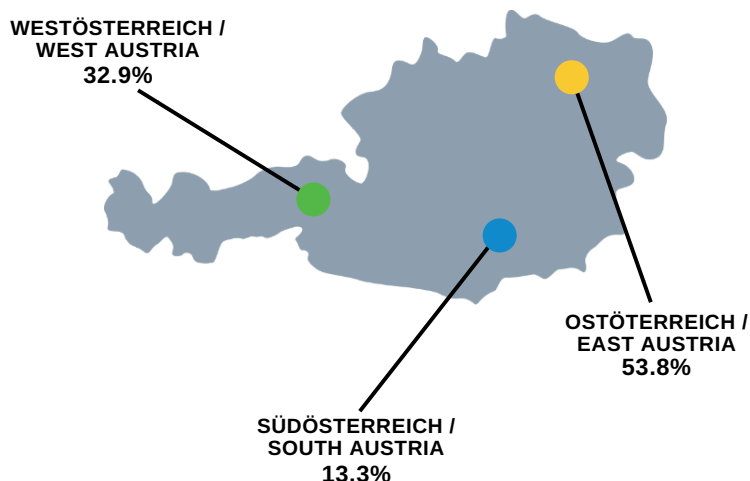 WESTÖSTERREICH /
WEST AUSTRIA
32.9%
OSTÖTERREICH /
EAST AUSTRIA
53.8%
SÜDÖSTERREICH /
SOUTH AUSTRIA
13.3%